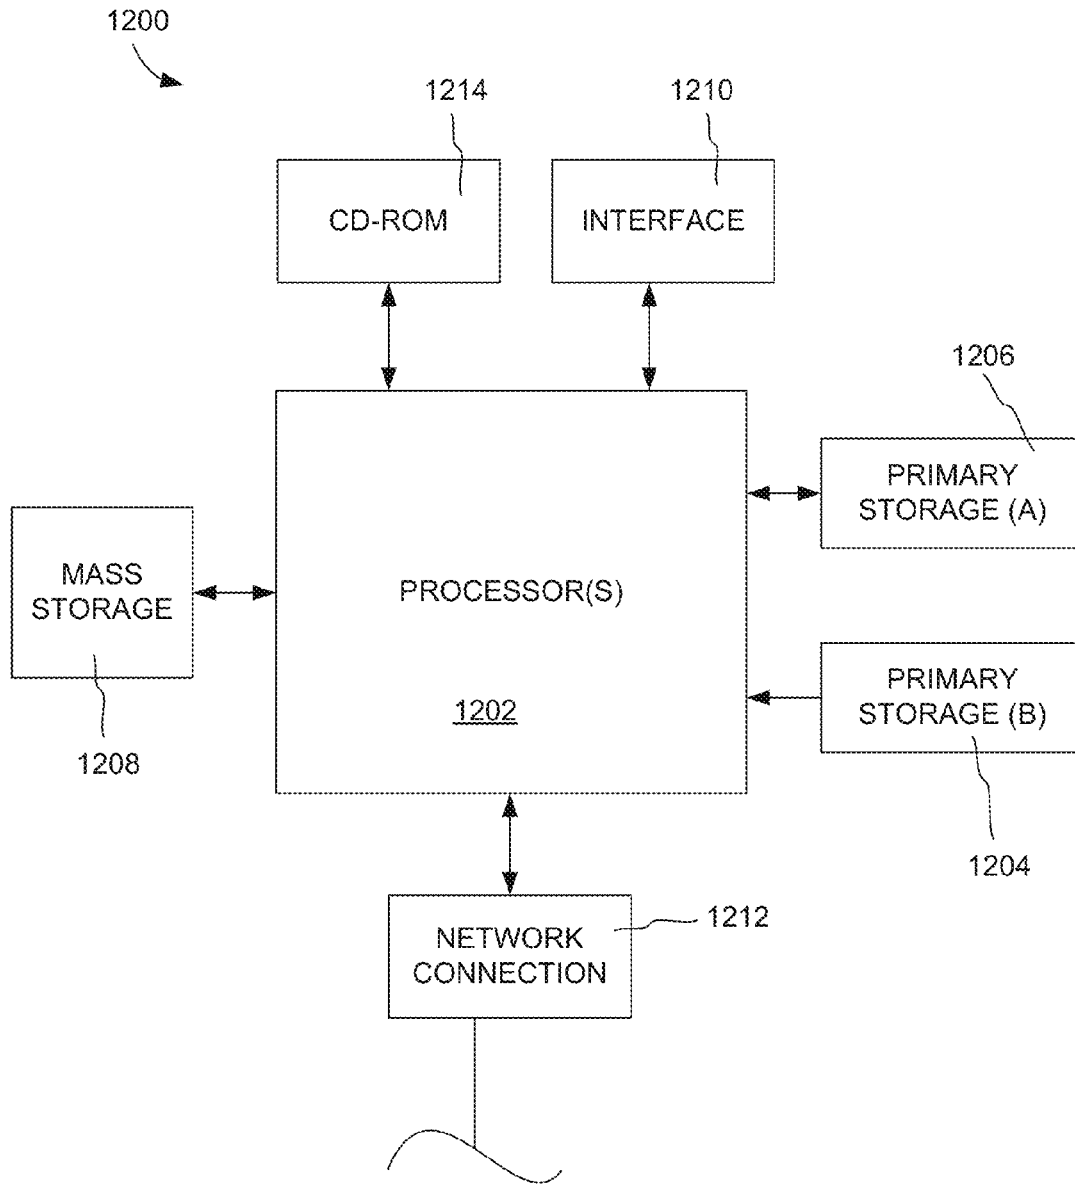 1200
1214
1210
CD-ROM
INTERFACE
1206
PRIMARY
STORAGE (A)
MASS
STORAGE
PROCESSOR(S)
PRIMARY
STORAGE (B)
1202
1208
1204
1212
NETWORK
CONNECTION